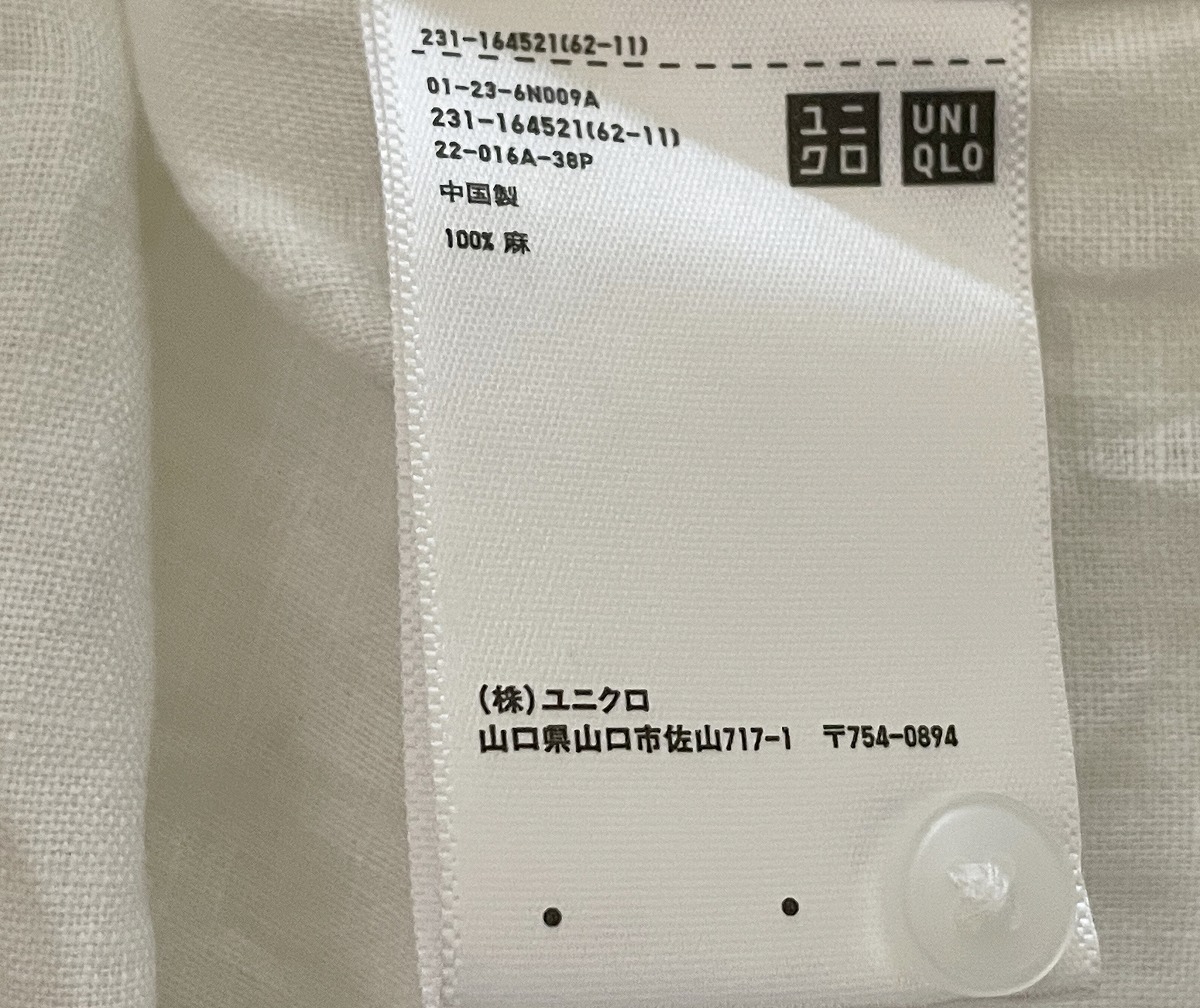 231-164521(62-11)
01-23-6N009A
231-164521(62-11)
22-016A-38P
中国製
100% 麻
ユニ
クロ
UNI
QLO
(株)ユニクロ
山口県山口市佐山717-1 〒754-0894